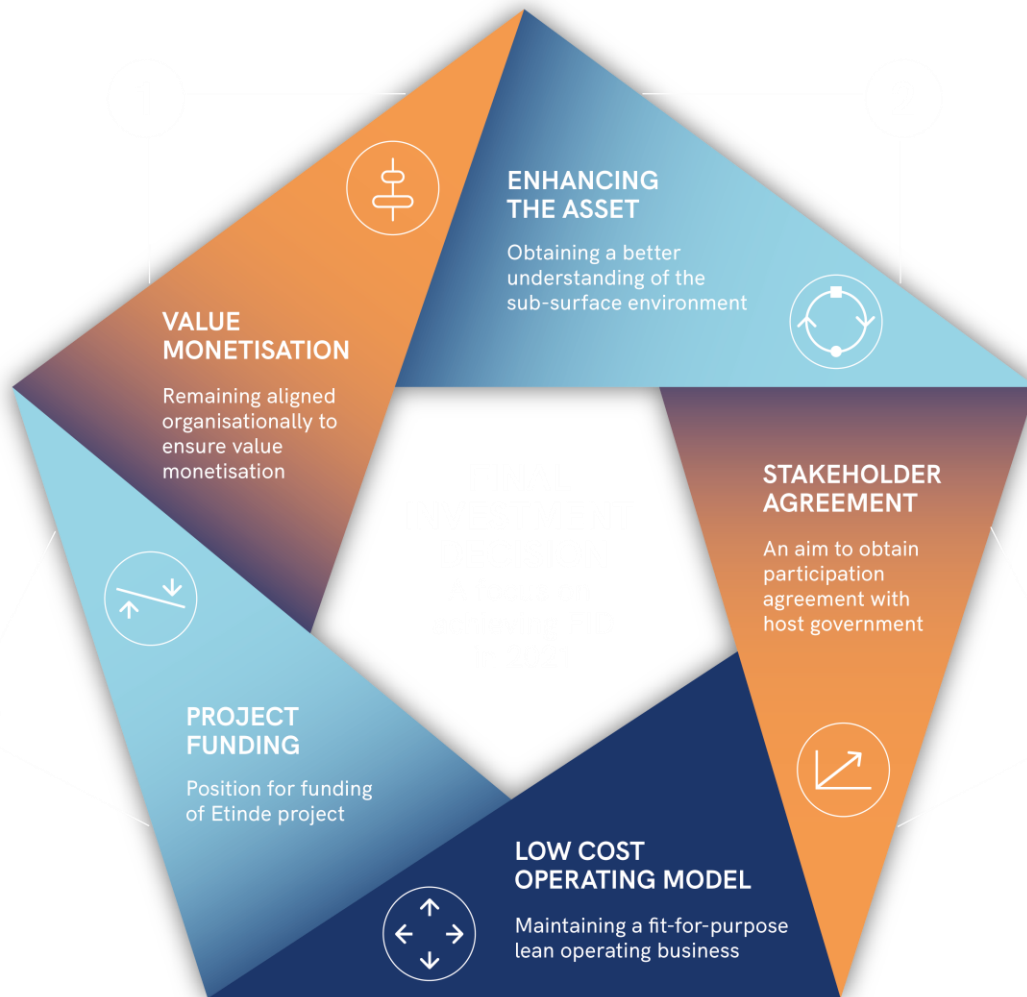 ENHANCING
THE ASSET
Obtaining a better
understanding of the
sub-surface environment
STAKEHOLDER
AGREEMENT
An aim to obtain
participation
agreement with
host government
LOW COST
OPERATING MODEL
Maintaining a fit-for-purpose
lean operating business
PROJECT
FUNDING
Position for funding
of Etinde project
VALUE
MONETISATION
Remaining aligned
organisationally to
ensure value
monetisation